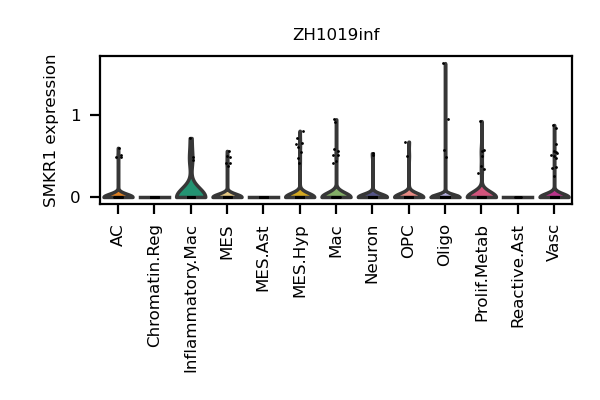 ZH1019inf
SMKR1 expression
1
0
AC
Chromatin.Reg
Inflammatory.Mac
MES
MES.Ast
MES.Hyp
Mac
Neuron
OPC
Oligo
Prolif.Metab
Reactive.Ast
Vasc